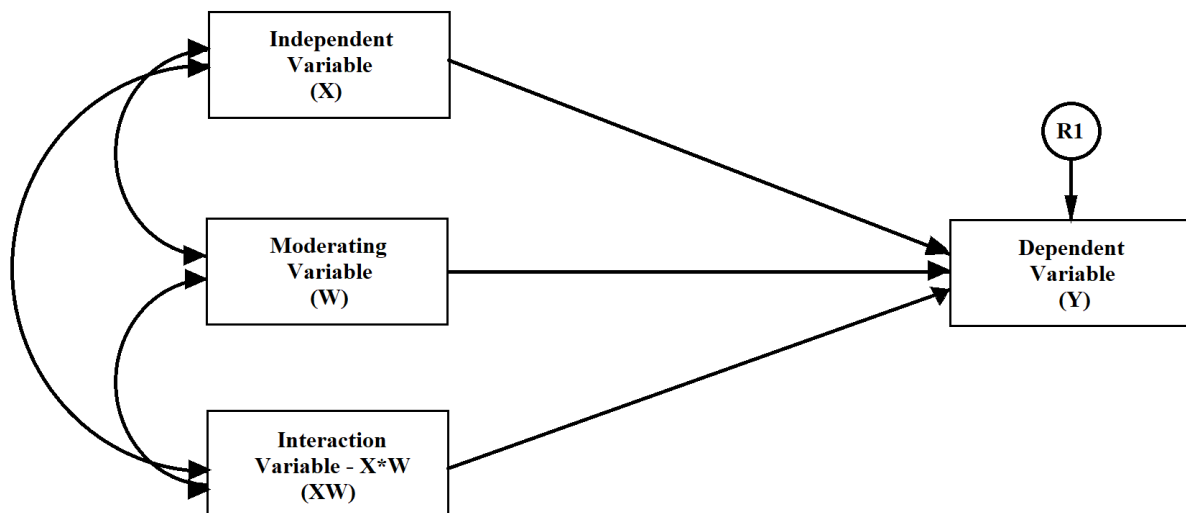 Independent
Variable
(X)
R1
Moderating
Variable
(W)
Dependent
Variable
(Y)
Interaction
Variable - X*W
(XW)